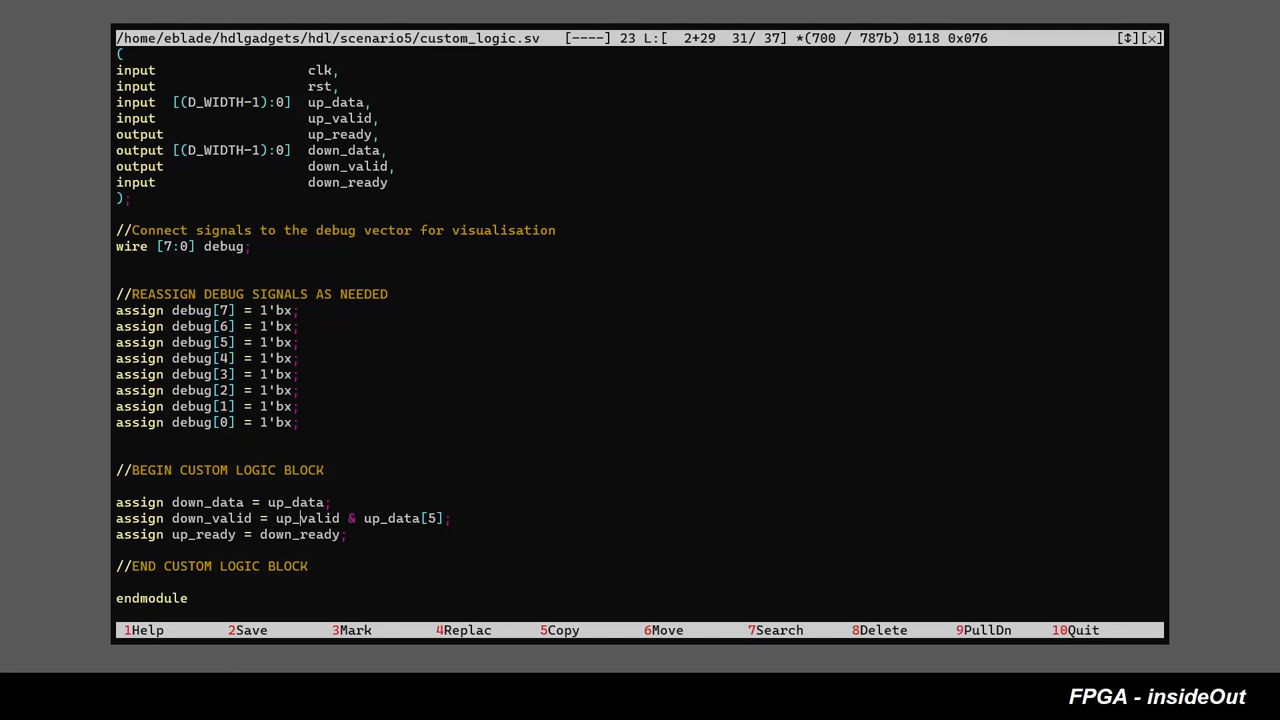 /home/eblade/hdlgadgets/hdl/scenario5/custom_logic.sv   [----] 23 L:[  2+29  31/ 37] *(700 / 787b) 0118 0x076                [↕][×]
(
input                   clk,
input                   rst,
input  [(D_WIDTH-1):0]  up_data,
input                   up_valid,
output                  up_ready,
output [(D_WIDTH-1):0]  down_data,
output                  down_valid,
input                   down_ready
);
//Connect signals to the debug vector for visualisation
wire [7:0] debug;
//REASSIGN DEBUG SIGNALS AS NEEDED
assign debug[7] = 1'bx;
assign debug[6] = 1'bx;
assign debug[5] = 1'bx;
assign debug[4] = 1'bx;
assign debug[3] = 1'bx;
assign debug[2] = 1'bx;
assign debug[1] = 1'bx;
assign debug[0] = 1'bx;
//BEGIN CUSTOM LOGIC BLOCK
assign down_data = up_data;
assign down_valid = up_valid & up_data[5];
assign up_ready = down_ready;
//END CUSTOM LOGIC BLOCK
endmodule
1Help 2Save 3Mark 4Replac 5Copy 6Move 7Search 8Delete 9PullDn 10Quit
FPGA - insideOut